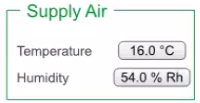 Supply Air
Temperature 16.0 °C
Humidity 54.0 % Rh